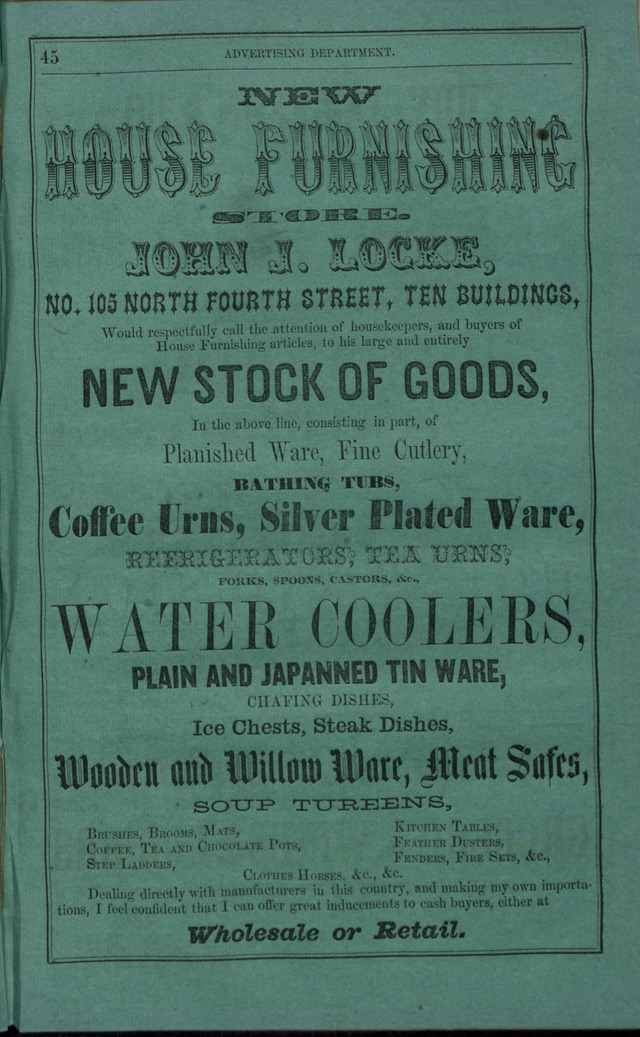 45
ADVERTISING DEPARTMENT.
NEW
HOUSE FURNISHING
STORE.
JOHN J. LOCKE,
NO. 105 NORTH FOURTH STREET, TEN BUILDINGS,
Would respectfully call the attention of housekeepers, and buyers of
House Furnishing articles, to his large and entirely
NEW STOCK OF GOODS,
In the above line, consisting in part, of
Planished Ware, Fine Cutlery,
BATHING TUBS,
Coffee Urns, Silver Plated Ware,
REFRIGERATORS, TEA URNS,
FORKS, SPOONS, CASTORS, &c.,
WATER COOLERS,
PLAIN AND JAPANNED TIN WARE,
CHAFING DISHES,
Ice Chests, Steak Dishes,
Wooden and Willow Ware, Meat Safes,
SOUP TUREENS,
BRUSHES, BROOMS, MATS,
COFFEE, TEA AND CHOCOLATE POTS,
STEP LADDERS,
KITCHEN TABLES,
FEATHER DUSTERS,
FENDERS, FIRE SETS, &c.,
CLOTHES HORSES, &c., &c.
Dealing directly with manufacturers in this country, and making my own importa-
tions, I feel confident that I can offer great inducements to cash buyers, either at
Wholesale or Retail.